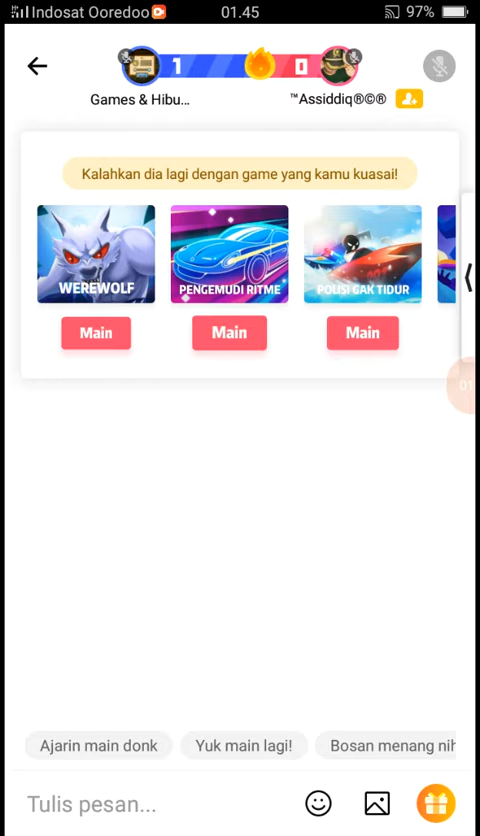 Indosat Ooredoo 01.45 97%
1 0
Games & Hibu... ™Assiddiq®©®
Kalahkan dia lagi dengan game yang kamu kuasai!
WEREWOLF PENGEMUDI RITME POLISI GAK TIDUR
Main Main Main
01
Ajarin main donk Yuk main lagi! Bosan menang nih
Tulis pesan...